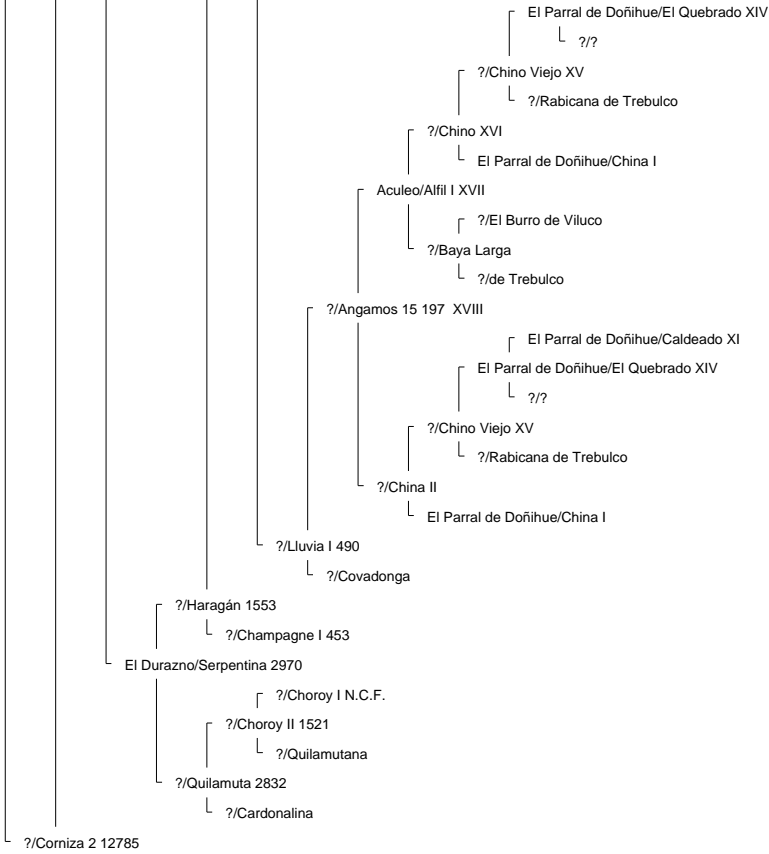 El Parral de Doñihue/El Quebrado XIV
?/?
?/Chino Viejo XV
?/Rabicana de Trebulco
?/Chino XVI
El Parral de Doñihue/China I
Aculeo/Alfil I XVII
?/El Burro de Viluco
?/Baya Larga
?/de Trebulco
?/Angamos 15 197  XVIII
El Parral de Doñihue/Caldeado XI
El Parral de Doñihue/El Quebrado XIV
?/?
?/Chino Viejo XV
?/Rabicana de Trebulco
?/China II
El Parral de Doñihue/China I
?/Lluvia I 490
?/Covadonga
?/Haragán 1553
?/Champagne I 453
El Durazno/Serpentina 2970
?/Choroy I N.C.F.
?/Choroy II 1521
?/Quilamutana
?/Quilamuta 2832
?/Cardonalina
?/Corniza 2 12785